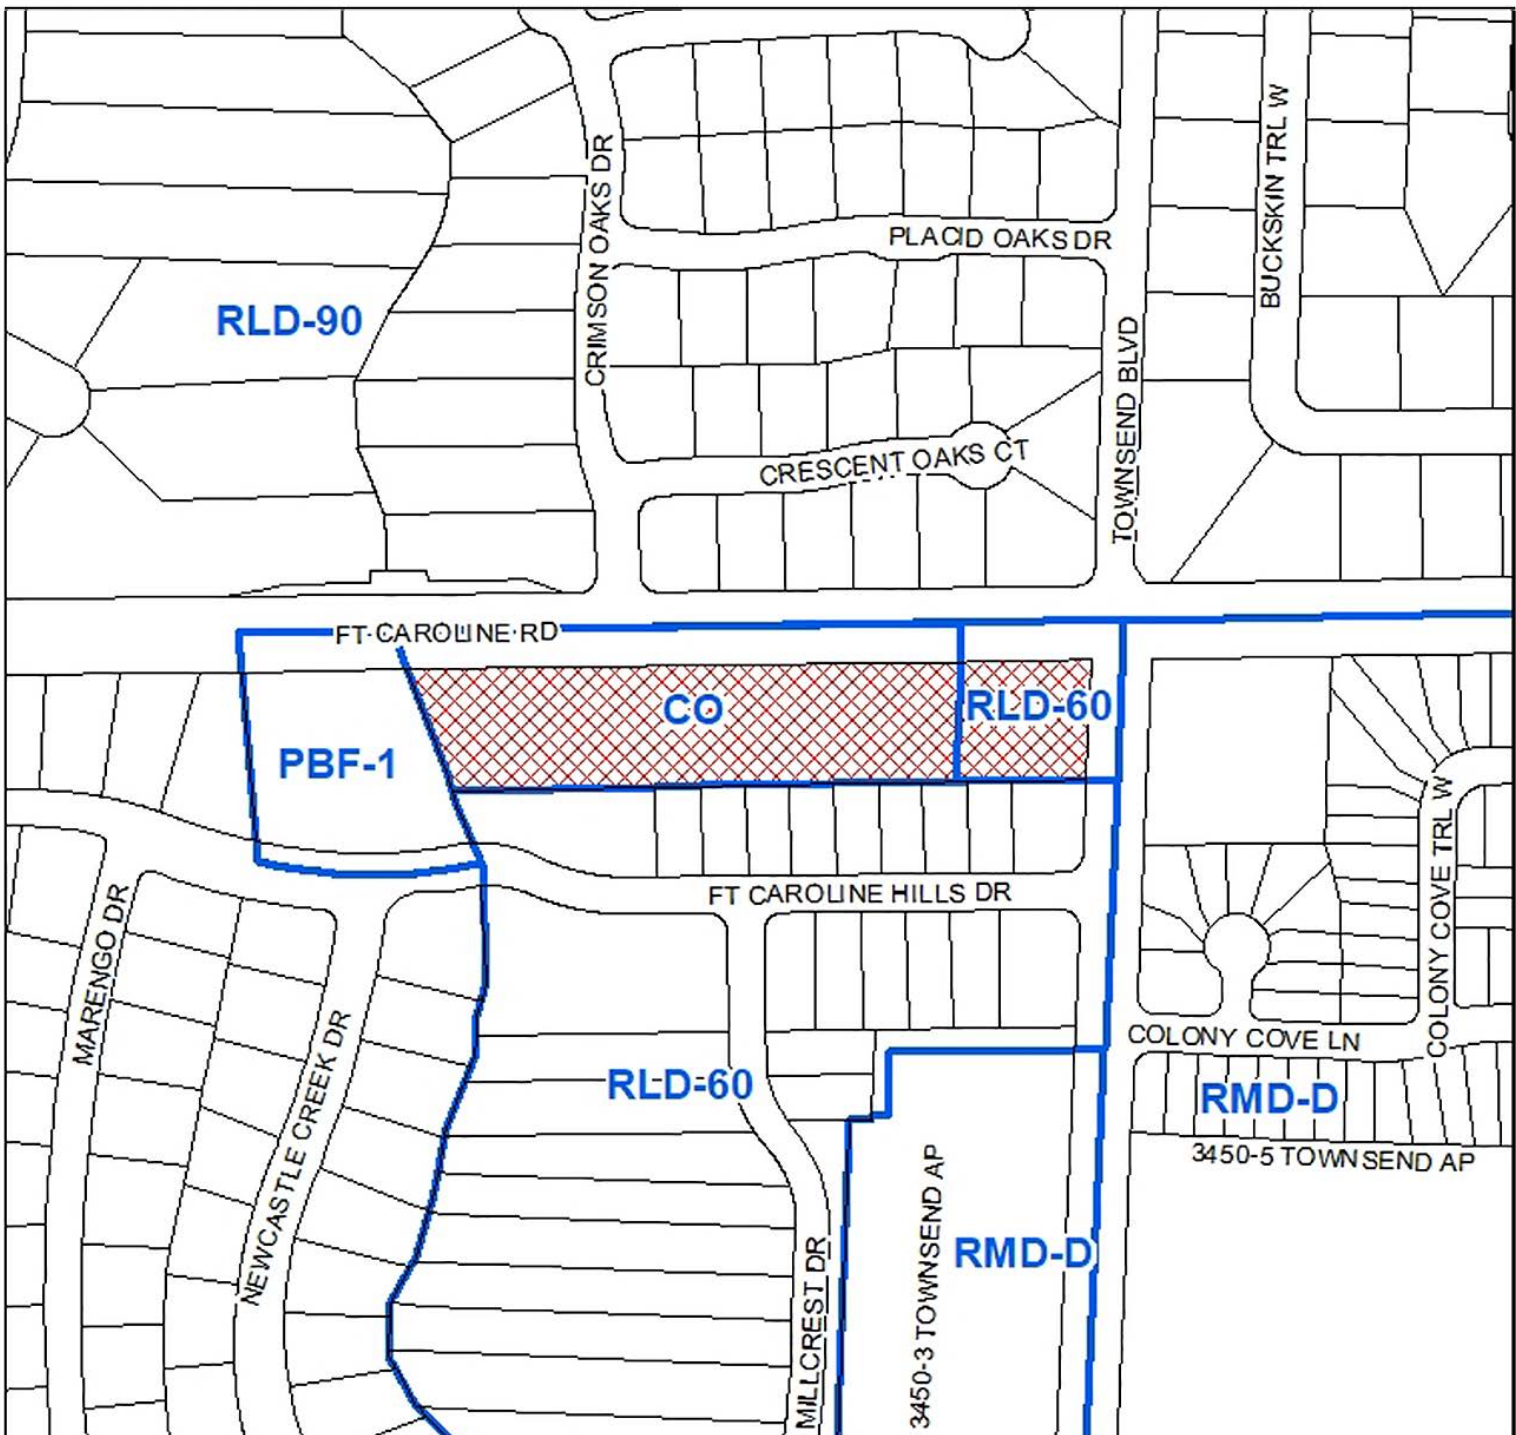 CRIMSON OAKS DR
BUCKSKIN TRL W
PLACID OAKS DR
RLD-90
TOWNSEND BLVD
CRESCENT OAKS CT
FT CAROLINE RD
CO
RLD-60
PBF-1
FT CAROLINE HILLS DR
MARENGO DR
COLONY COVE TRL W
NEWCASTLE CREEK DR
COLONY COVE LN
RLD-60
RMD-D
3450-5 TOWNSEND AP
3450-3 TOWNSEND AP
RMD-D
MILLCREST DR